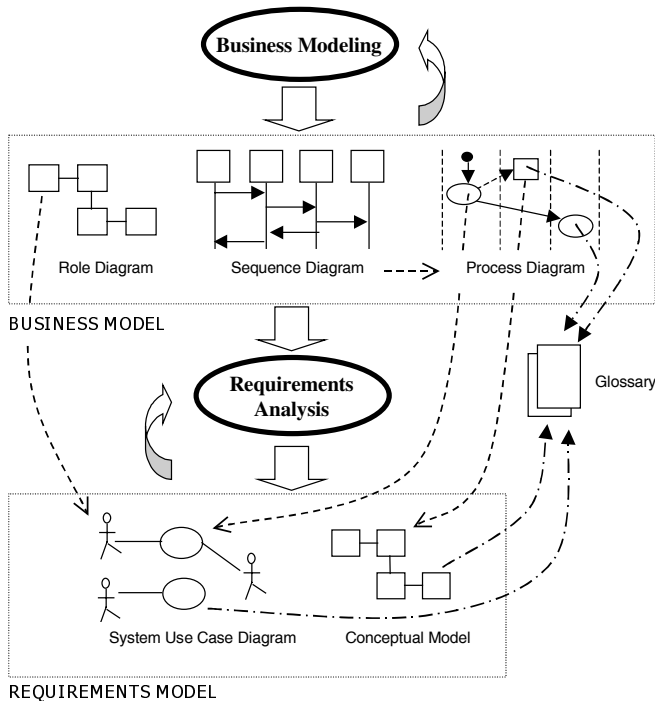 Business Modeling
Role Diagram
Sequence Diagram
Process Diagram
BUSINESS MODEL
Requirements
Analysis
Glossary
System Use Case Diagram
Conceptual Model
REQUIREMENTS MODEL